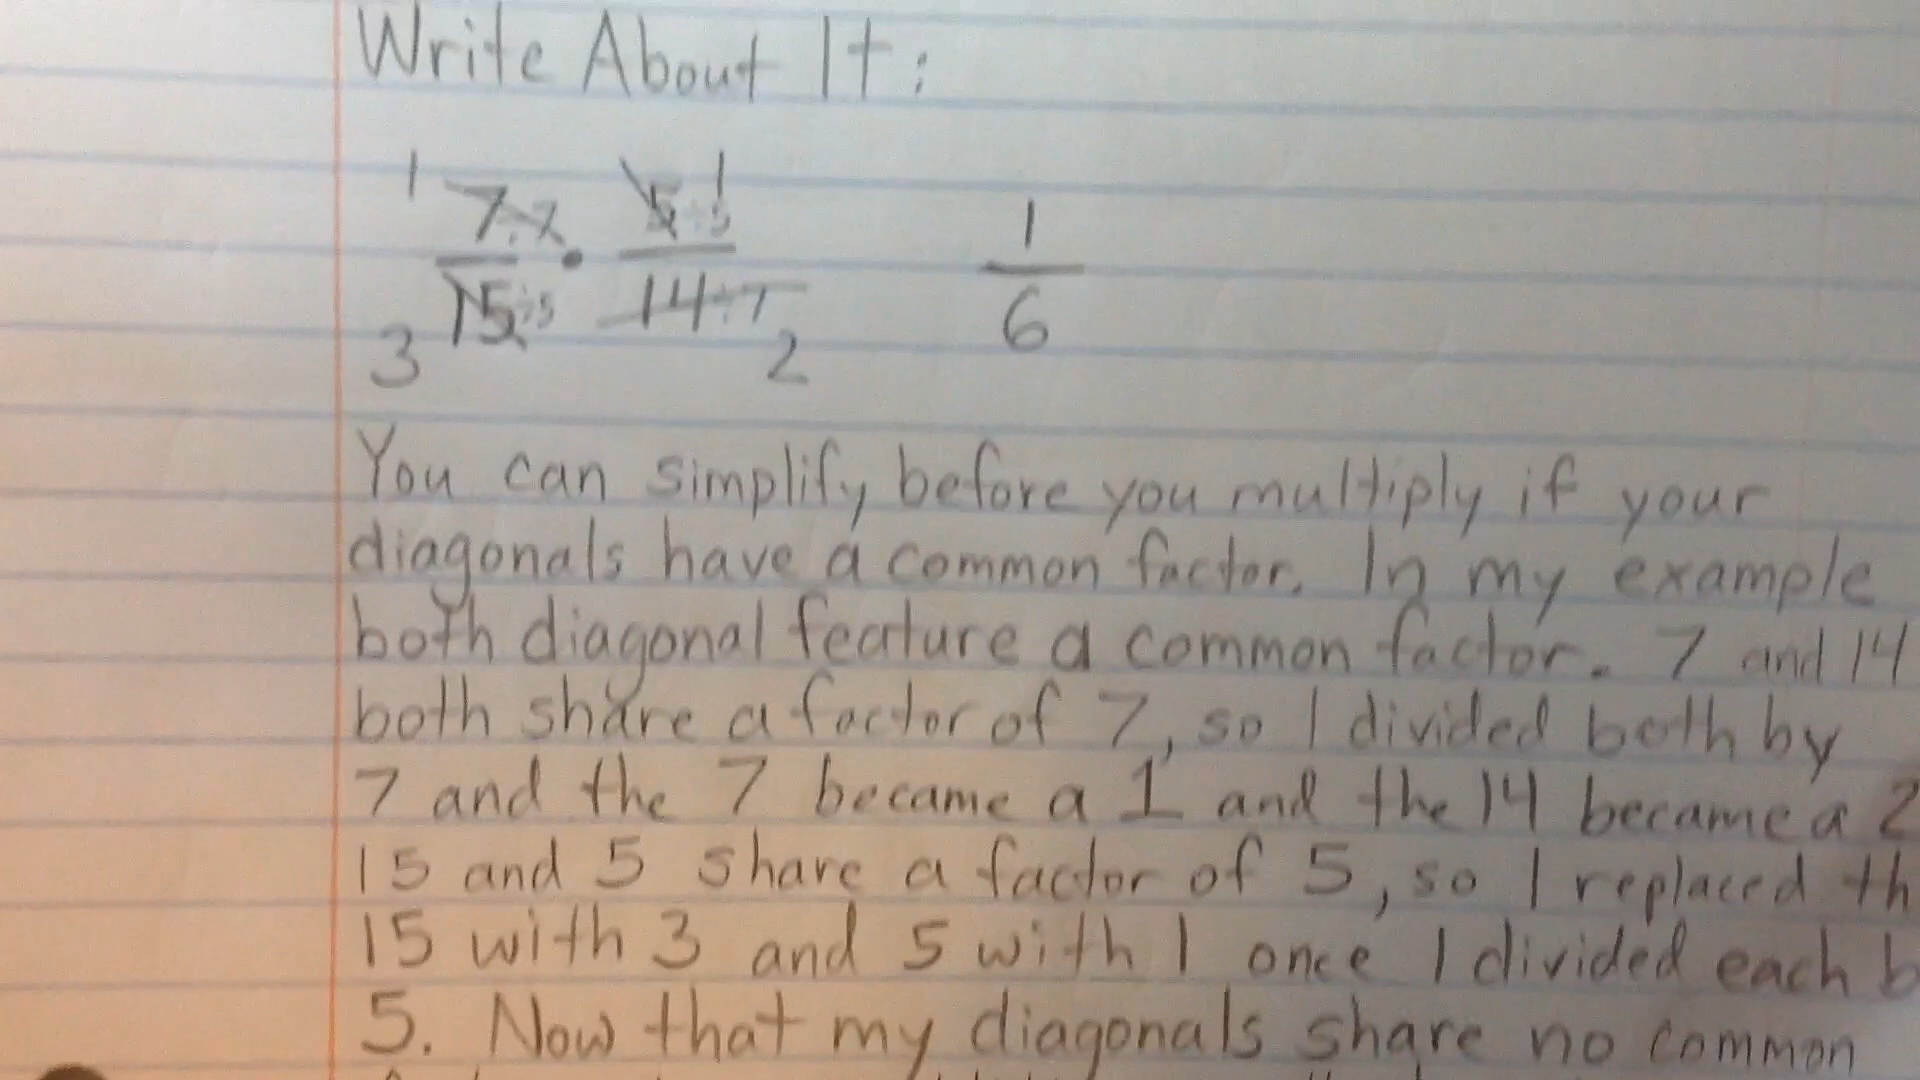 Write About It:
1 7÷7 • 5÷5 1
15÷5 14÷7
3 2
1
6
You can simplify before you multiply if your
diagonals have a common factor. In my example
both diagonal feature a common factor. 7 and 14
both share a factor of 7, so I divided both by
7 and the 7 became a 1 and the 14 became a 2
15 and 5 share a factor of 5, so I replaced th
15 with 3 and 5 with 1 once I divided each b
5. Now that my diagonals share no common